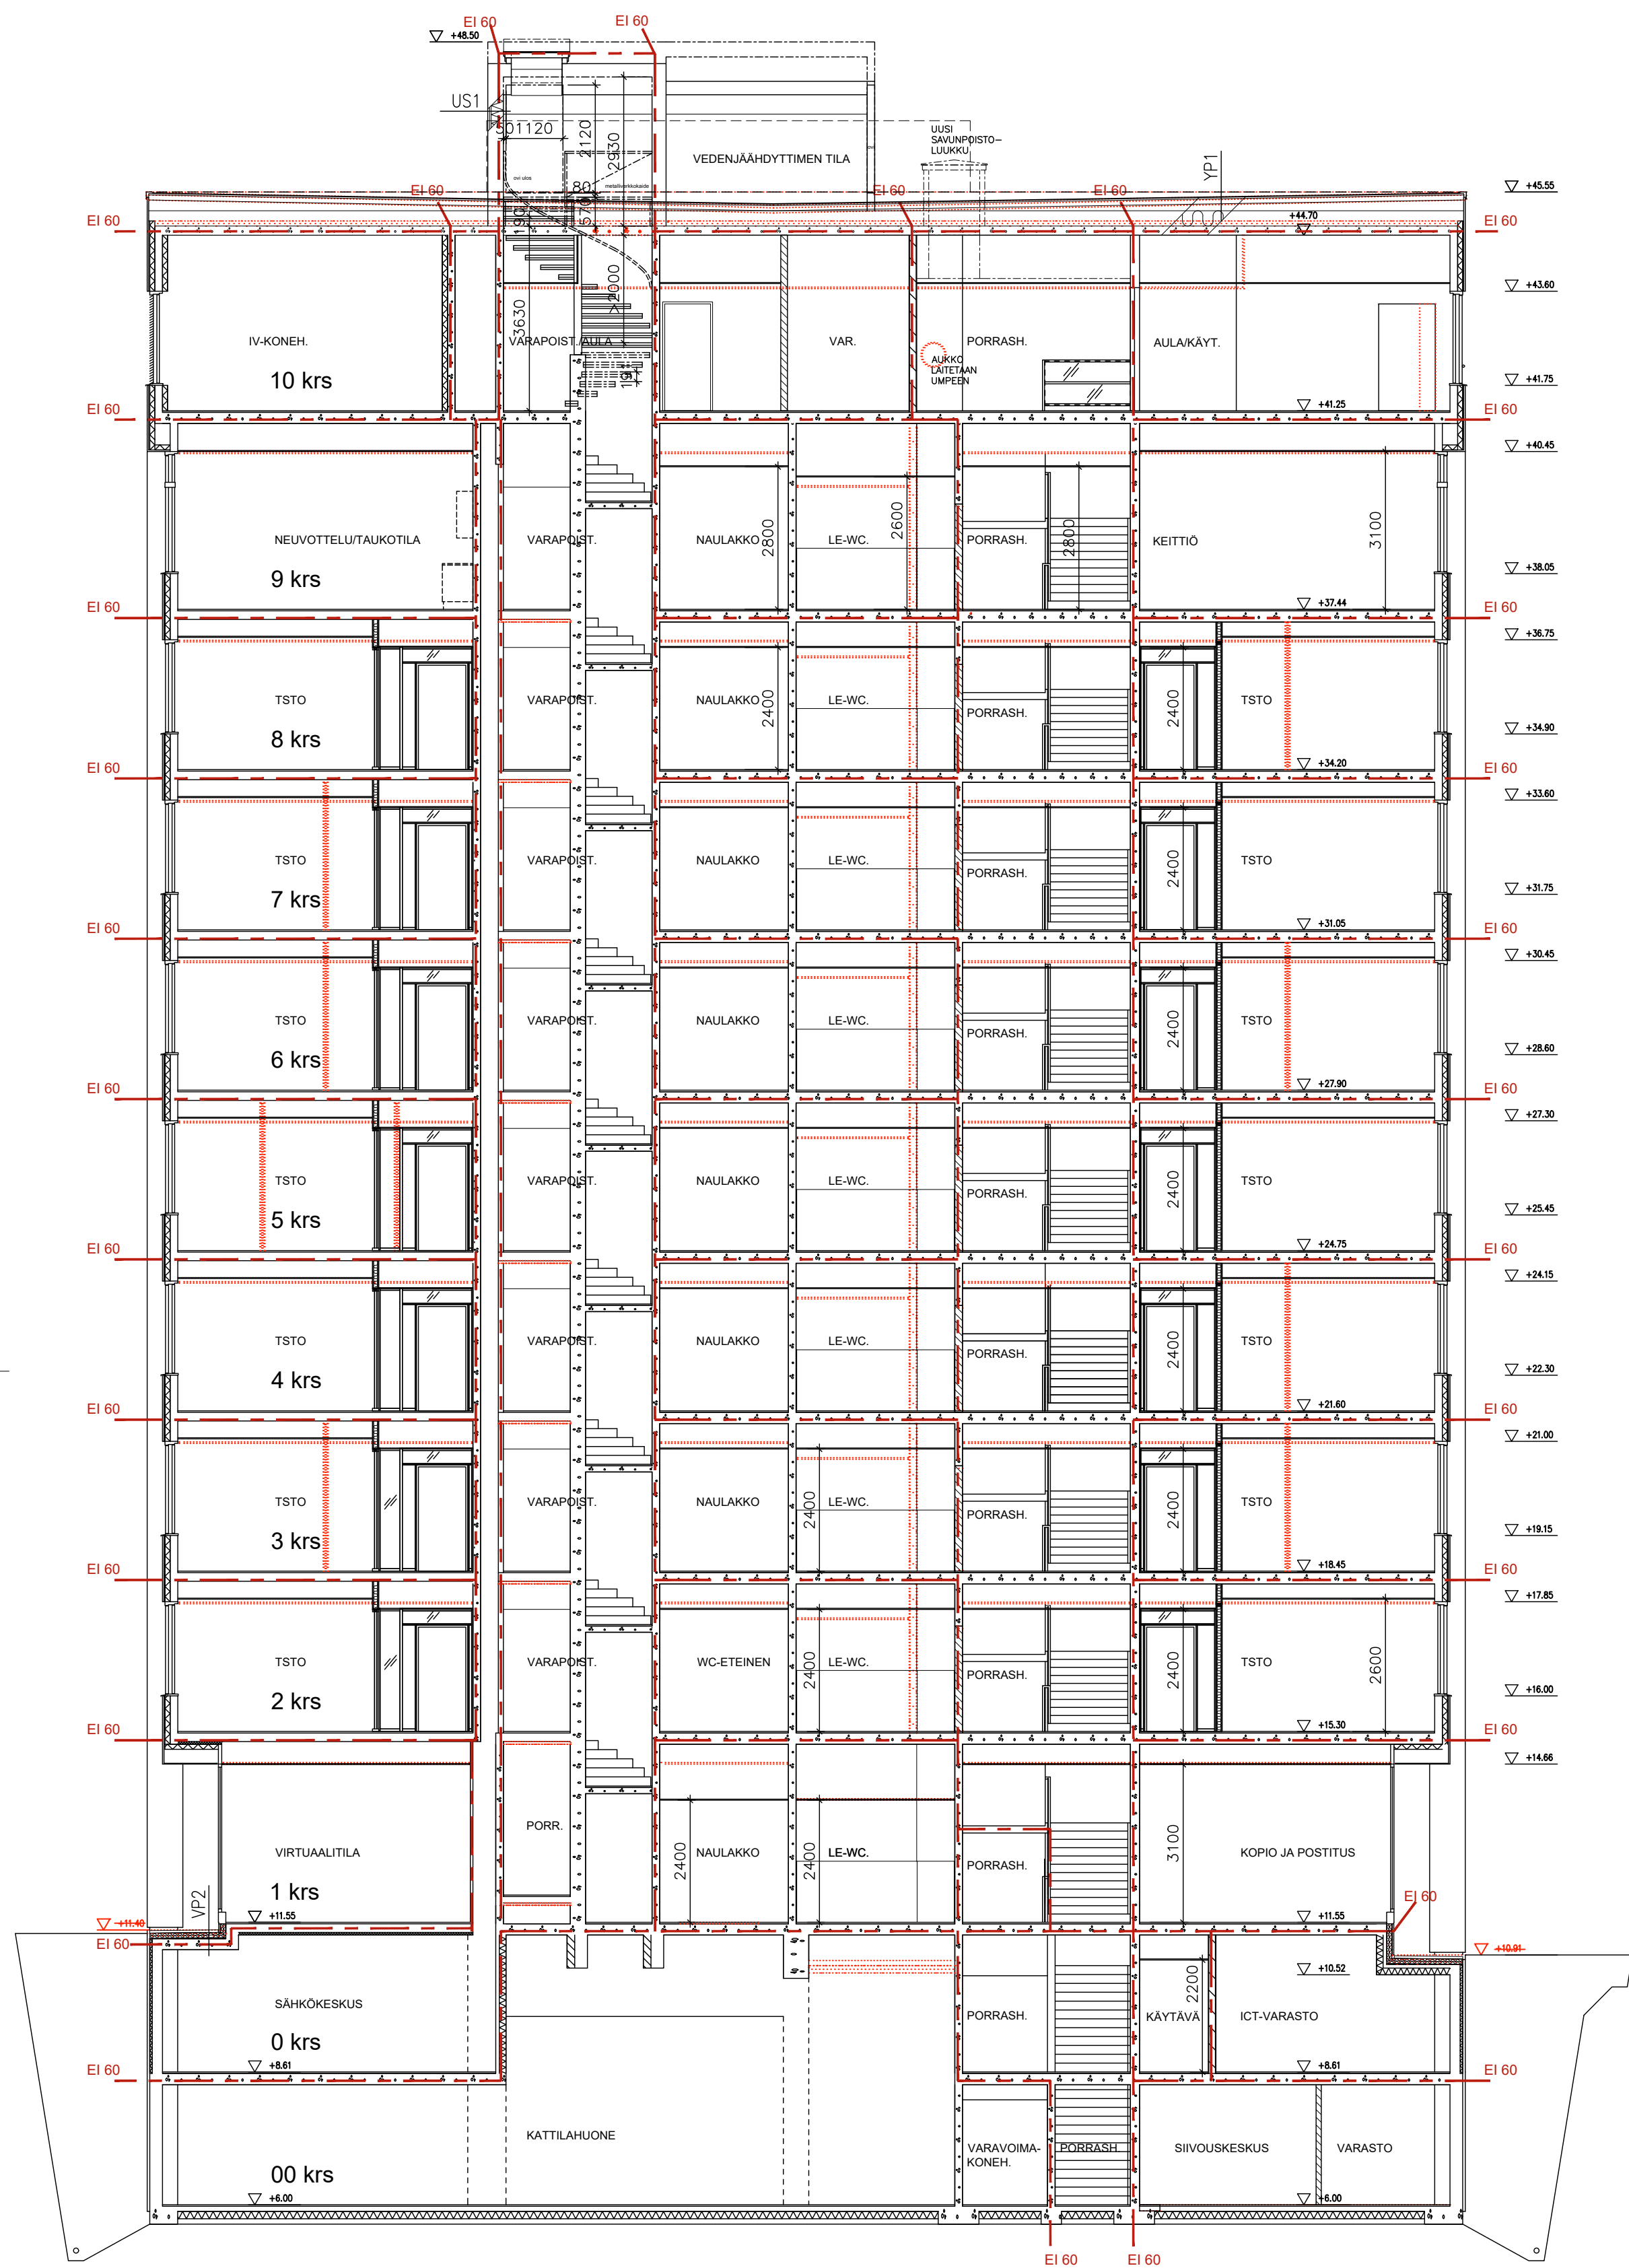 EI 60
EI 60
+48.50
US1
1120
2120
2930
UUSI
SAVUNPOISTO-
LUUKKU
VEDENJÄÄHDYTTIMEN TILA
ovi
YP1
ovi ulos
80
metalliverkkokaide
EI 60
EI 60
EI 60
+45.55
EI 60
190
570
+44.70
EI 60
+43.60
>2000
3630
IV-KONEH.
VARAPOIST./AULA
VAR.
PORRASH.
AULA/KÄYT.
AUKKO
LAITETAAN
UMPEEN
10 krs
+41.75
EI 60
+41.25
EI 60
+40.45
NEUVOTTELU/TAUKOTILA
VARAPOIST.
NAULAKKO
2800
LE-WC.
2600
PORRASH.
2800
KEITTIÖ
3100
9 krs
+38.05
EI 60
+37.44
EI 60
+36.75
TSTO
VARAPOIST.
NAULAKKO
2400
LE-WC.
PORRASH.
2400
TSTO
8 krs
+34.90
EI 60
+34.20
EI 60
+33.60
TSTO
VARAPOIST.
NAULAKKO
LE-WC.
PORRASH.
2400
TSTO
7 krs
+31.75
EI 60
+31.05
EI 60
+30.45
TSTO
VARAPOIST.
NAULAKKO
LE-WC.
PORRASH.
2400
TSTO
6 krs
+28.60
EI 60
+27.90
EI 60
+27.30
TSTO
VARAPOIST.
NAULAKKO
LE-WC.
PORRASH.
2400
TSTO
5 krs
+25.45
EI 60
+24.75
EI 60
+24.15
TSTO
VARAPOIST.
NAULAKKO
LE-WC.
PORRASH.
2400
TSTO
4 krs
+22.30
EI 60
+21.60
EI 60
+21.00
TSTO
VARAPOIST.
NAULAKKO
2400
LE-WC.
PORRASH.
2400
TSTO
3 krs
+19.15
EI 60
+18.45
EI 60
+17.85
TSTO
VARAPOIST.
WC-ETEINEN
2400
LE-WC.
PORRASH.
2400
TSTO
2600
2 krs
+16.00
EI 60
+15.30
EI 60
+14.66
PORR.
VIRTUAALITILA
NAULAKKO
2400
2400
LE-WC.
PORRASH.
3100
KOPIO JA POSTITUS
1 krs
VP2
EI 60
+11.40
+11.55
+11.55
EI 60
+10.91
+10.52
2200
SÄHKÖKESKUS
PORRASH.
KÄYTÄVÄ
ICT-VARASTO
0 krs
EI 60
+8.61
+8.61
EI 60
KATTILAHUONE
VARAVOIMA-
KONEH.
PORRASH.
SIIVOUSKESKUS
VARASTO
00 krs
+6.00
+6.00
EI 60
EI 60